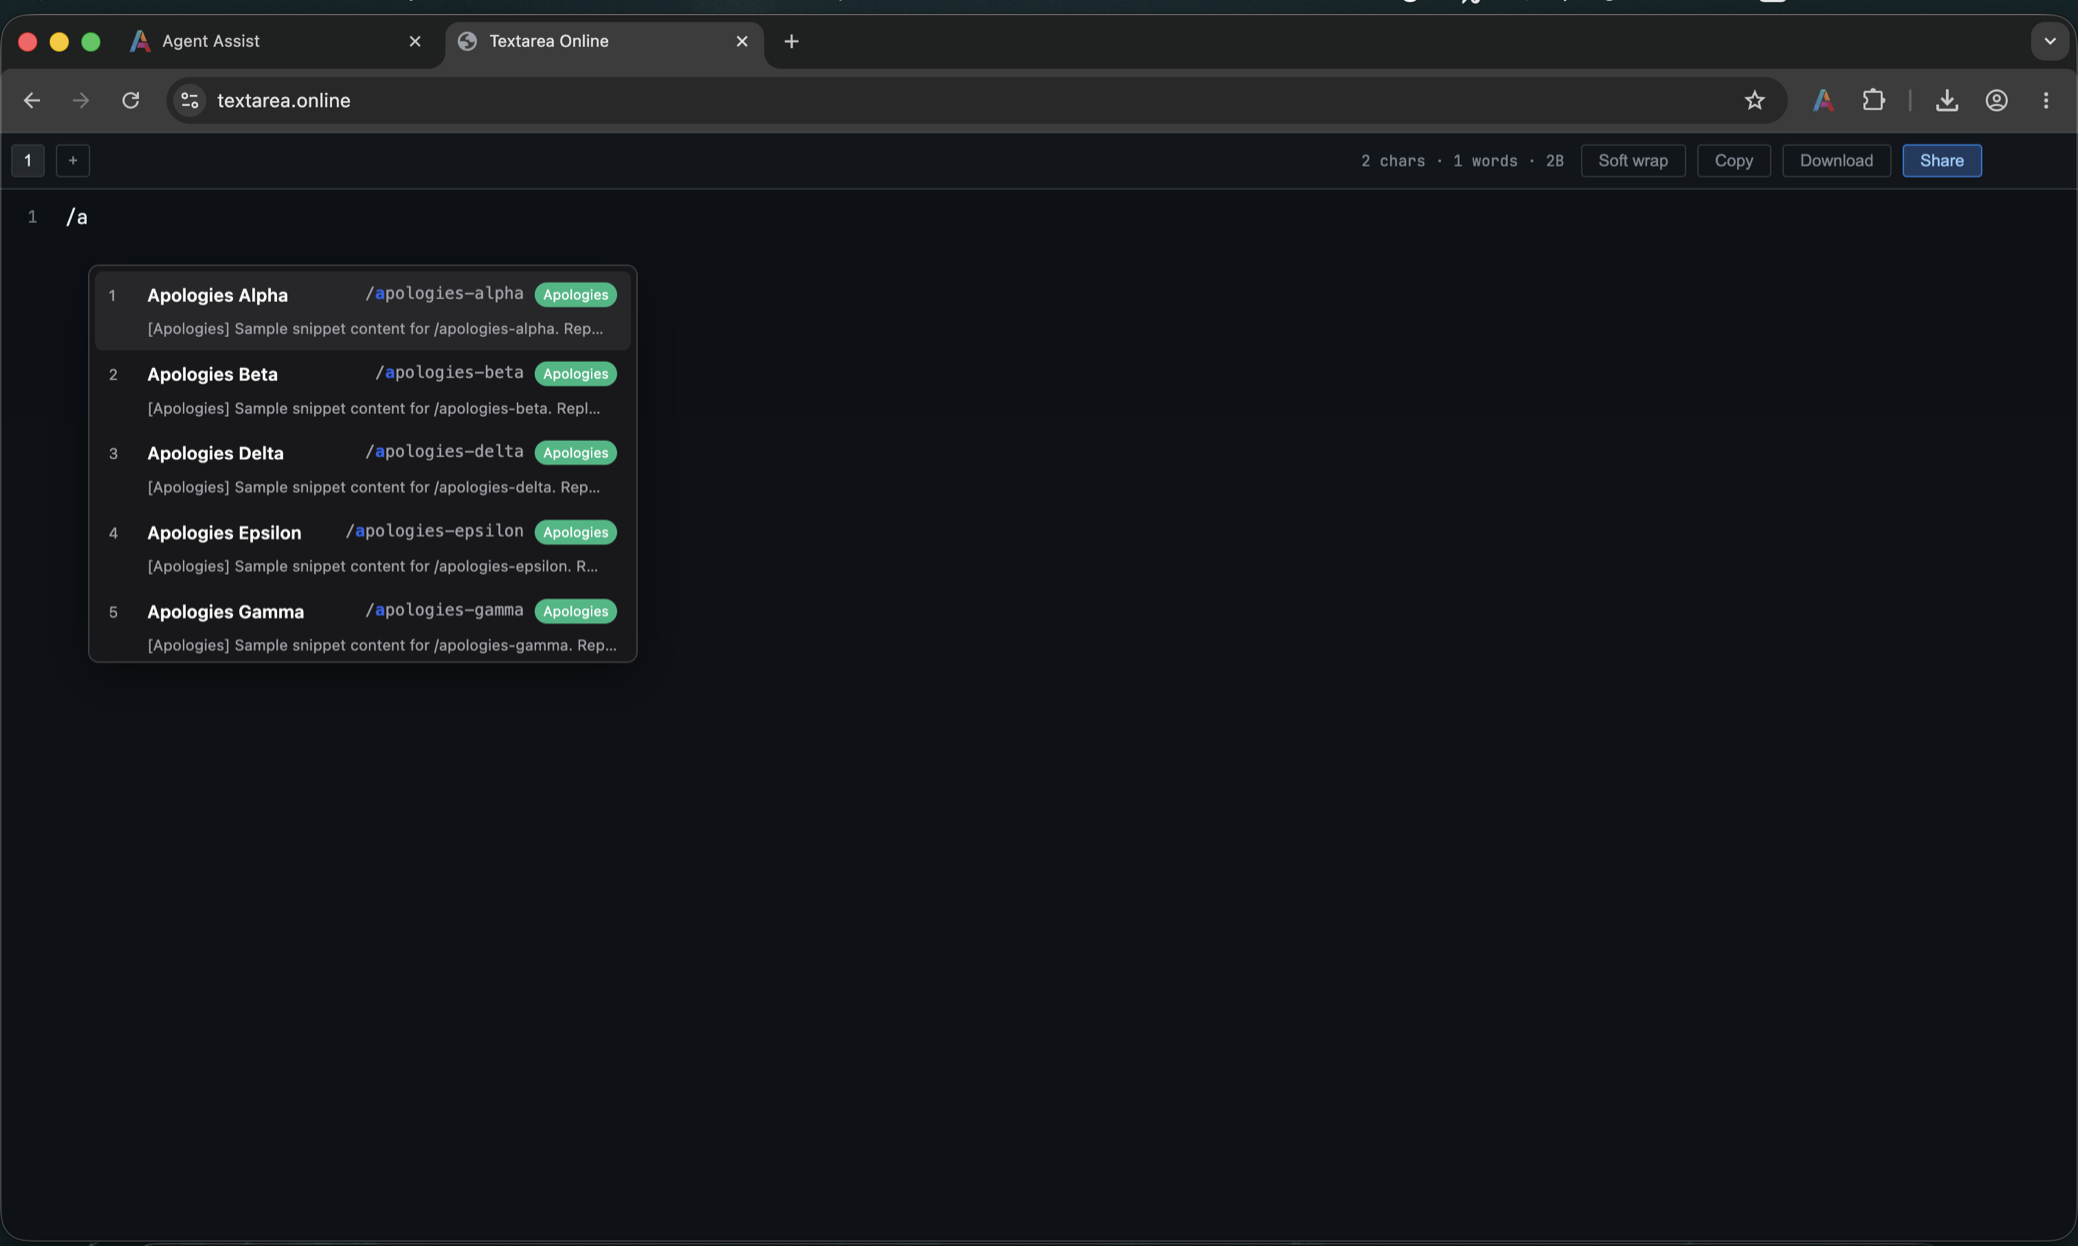 Agent Assist
Textarea Online
textarea.online
1 + 2 chars · 1 words · 2B Soft wrap Copy Download Share
1 /a
1 Apologies Alpha /apologies-alpha Apologies
[Apologies] Sample snippet content for /apologies-alpha. Rep...
2 Apologies Beta /apologies-beta Apologies
[Apologies] Sample snippet content for /apologies-beta. Repl...
3 Apologies Delta /apologies-delta Apologies
[Apologies] Sample snippet content for /apologies-delta. Rep...
4 Apologies Epsilon /apologies-epsilon Apologies
[Apologies] Sample snippet content for /apologies-epsilon. R...
5 Apologies Gamma /apologies-gamma Apologies
[Apologies] Sample snippet content for /apologies-gamma. Rep...